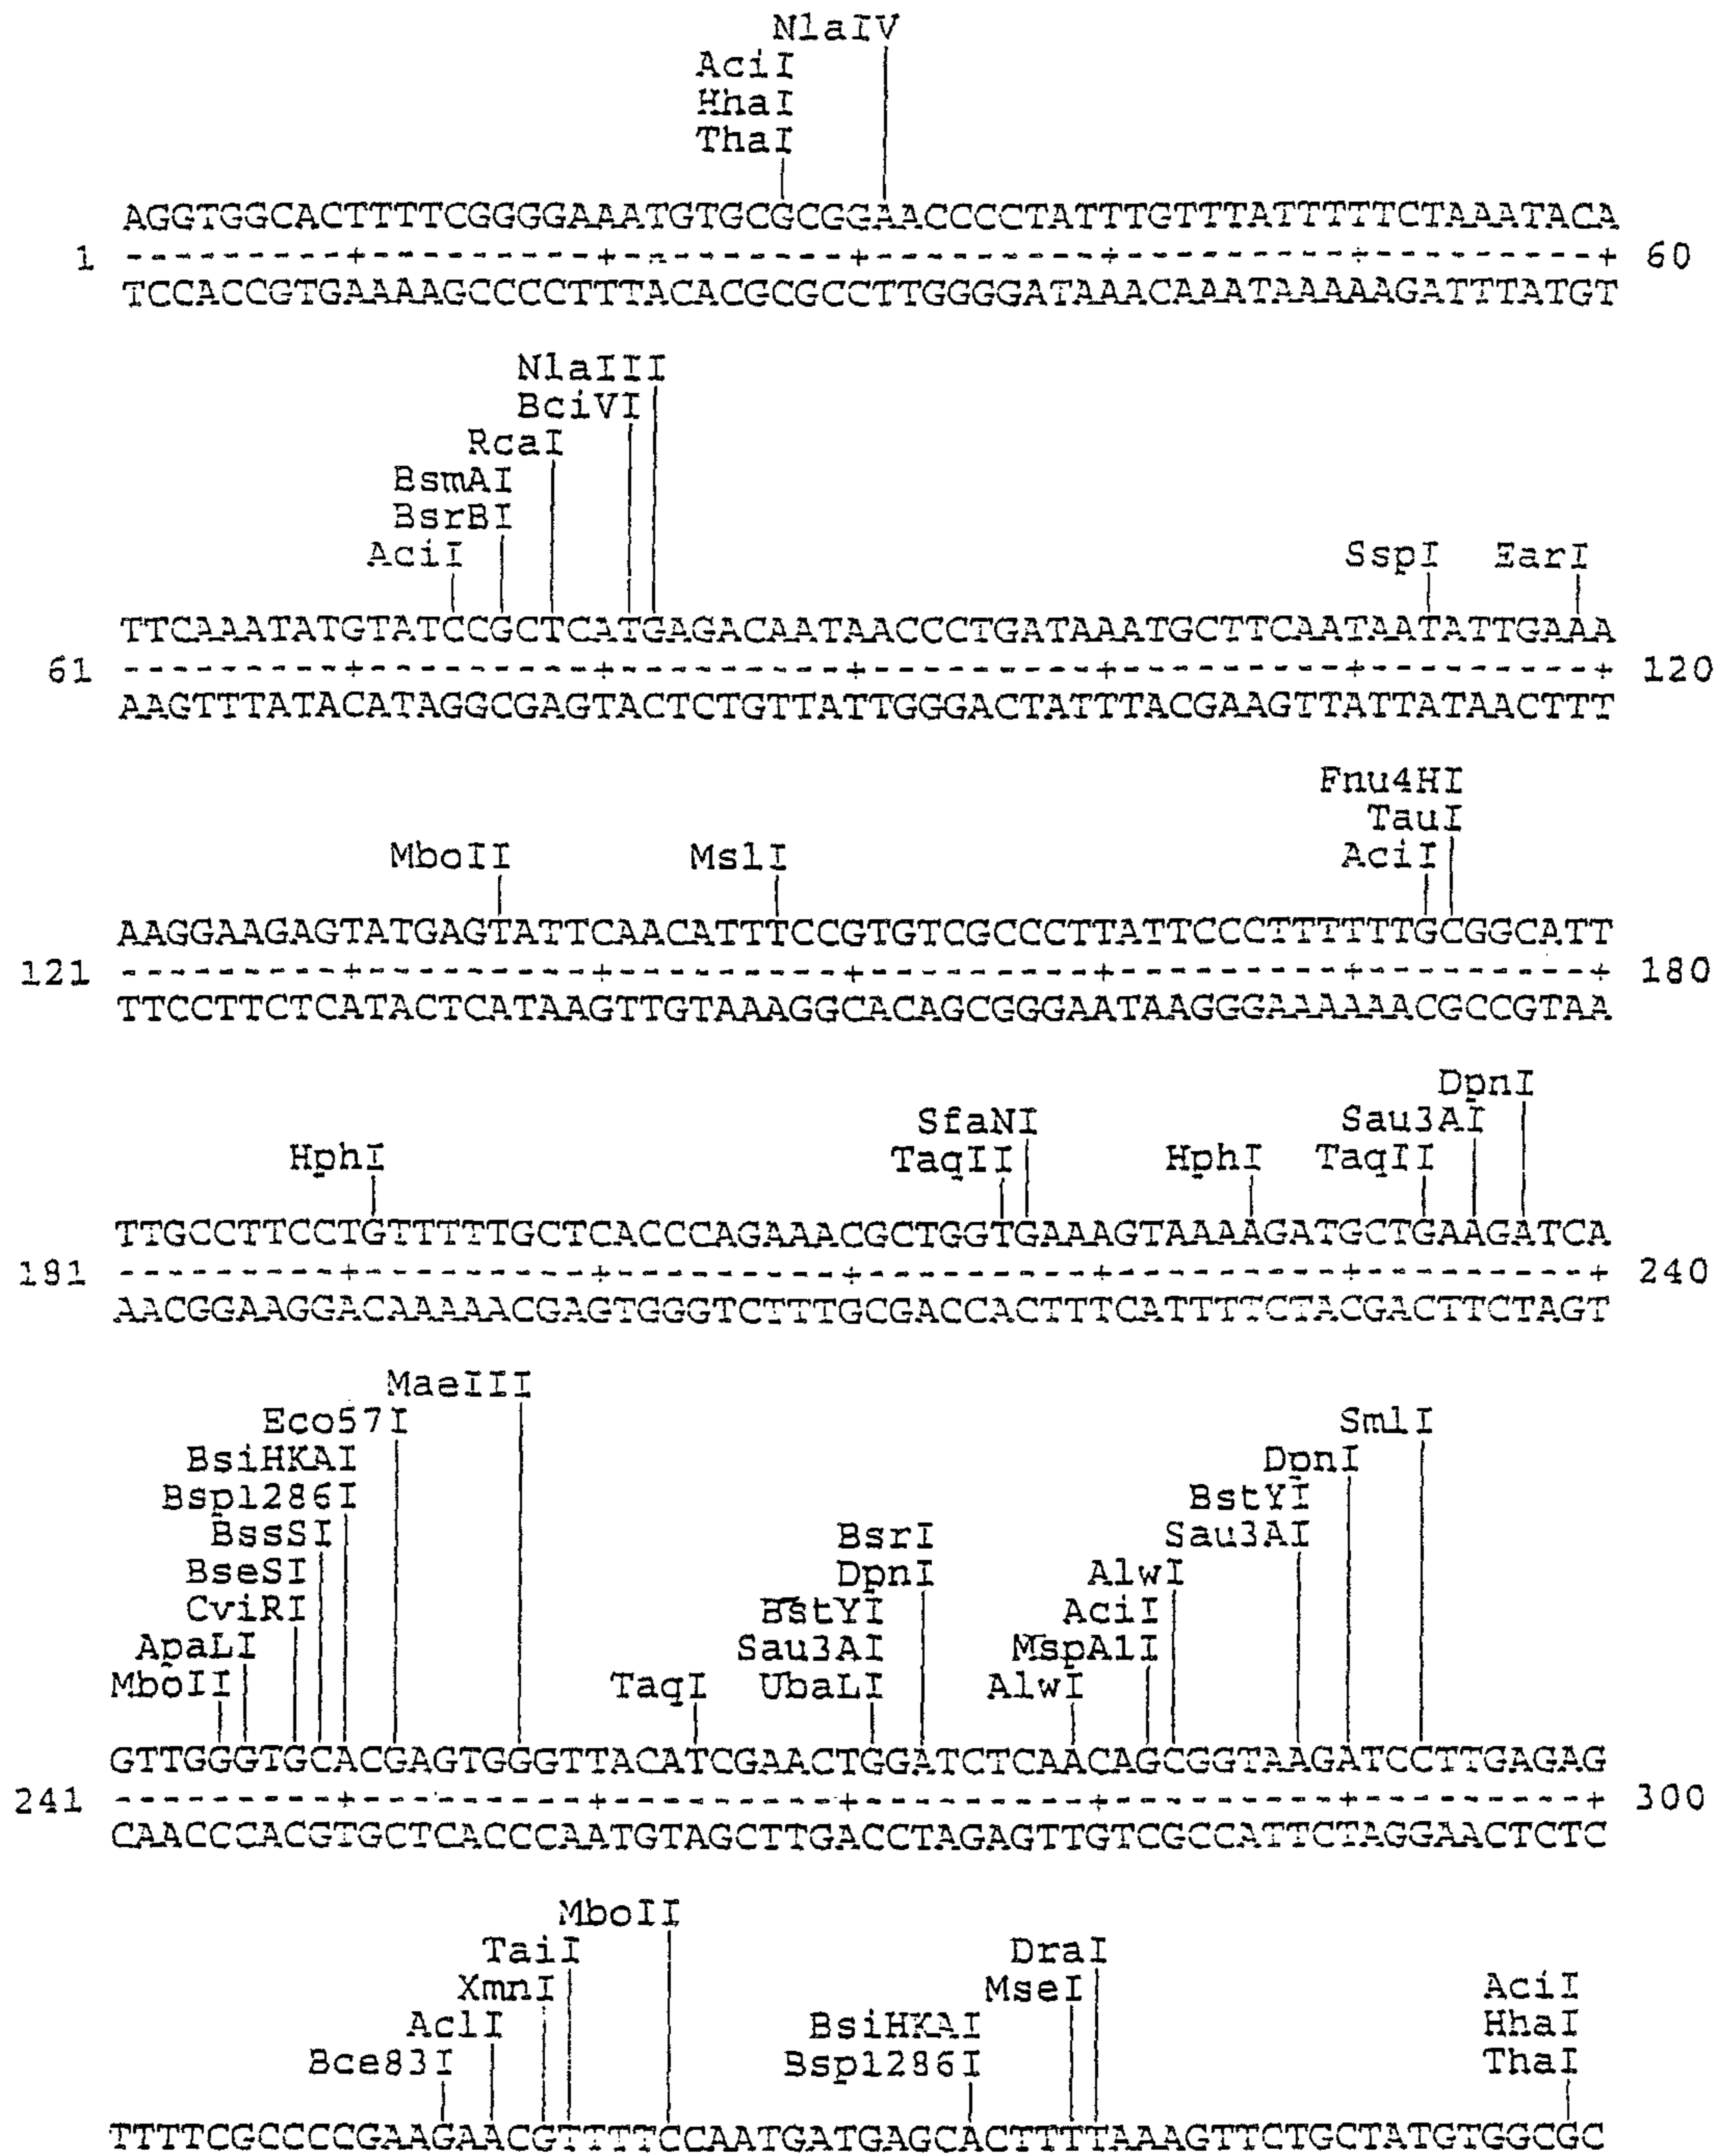 NlaIV
AciI
HhaI
ThaI
AGGTGGCACTTTTCGGGGAAATGTGCGCGGAACCCCTATTTGTTTATTTTTCTAAATACA
1 ---------+---------+---------+---------+---------+---------+ 60
TCCACCGTGAAAAGCCCCTTTACACGCGCCTTGGGGATAAACAAATAAAAAGATTTATGT
NlaIII
BciVI
RcaI
BsmAI
BsrBI
AciI SspI EarI
TTCAAATATGTATCCGCTCATGAGACAATAACCCTGATAAATGCTTCAATAATATTGAAA
61 ---------+---------+---------+---------+---------+---------+ 120
AAGTTTATACATAGGCGAGTACTCTGTTATTGGGACTATTTACGAAGTTATTATAACTTT
Fnu4HI
TauI
MboII MslI AciI
AAGGAAGAGTATGAGTATTCAACATTTCCGTGTCGCCCTTATTCCCTTTTTTGCGGCATT
121 ---------+---------+---------+---------+---------+---------+ 180
TTCCTTCTCATACTCATAAGTTGTAAAGGCACAGCGGGAATAAGGGAAAAAACGCCGTAA
DpnI
SfaNI Sau3AI
HphI TaqII HphI TaqII
TTGCCTTCCTGTTTTTGCTCACCCAGAAACGCTGGTGAAAGTAAAAGATGCTGAAGATCA
181 ---------+---------+---------+---------+---------+---------+ 240
AACGGAAGGACAAAAACGAGTGGGTCTTTGCGACCACTTTCATTTTCTACGACTTCTAGT
MaeIII
Eco57I SmlI
BsiHKAI DpnI
Bsp1286I BstYI
BssSI BsrI Sau3AI
BseSI DpnI AlwI
CviRI BstYI AciI
ApaLI Sau3AI MspA1I
MboII TaqI UbaLI AlwI
GTTGGGTGCACGAGTGGGTTACATCGAACTGGATCTCAACAGCGGTAAGATCCTTGAGAG
241 ---------+---------+---------+---------+---------+---------+ 300
CAACCCACGTGCTCACCCAATGTAGCTTGACCTAGAGTTGTCGCCATTCTAGGAACTCTC
MboII
TaiI DraI
XmnI MseI AciI
AclI BsiHKAI HhaI
Bce83I Bsp1286I ThaI
TTTTCGCCCCGAAGAACGTTTTCCAATGATGAGCACTTTTAAAGTTCTGCTATGTGGCGC